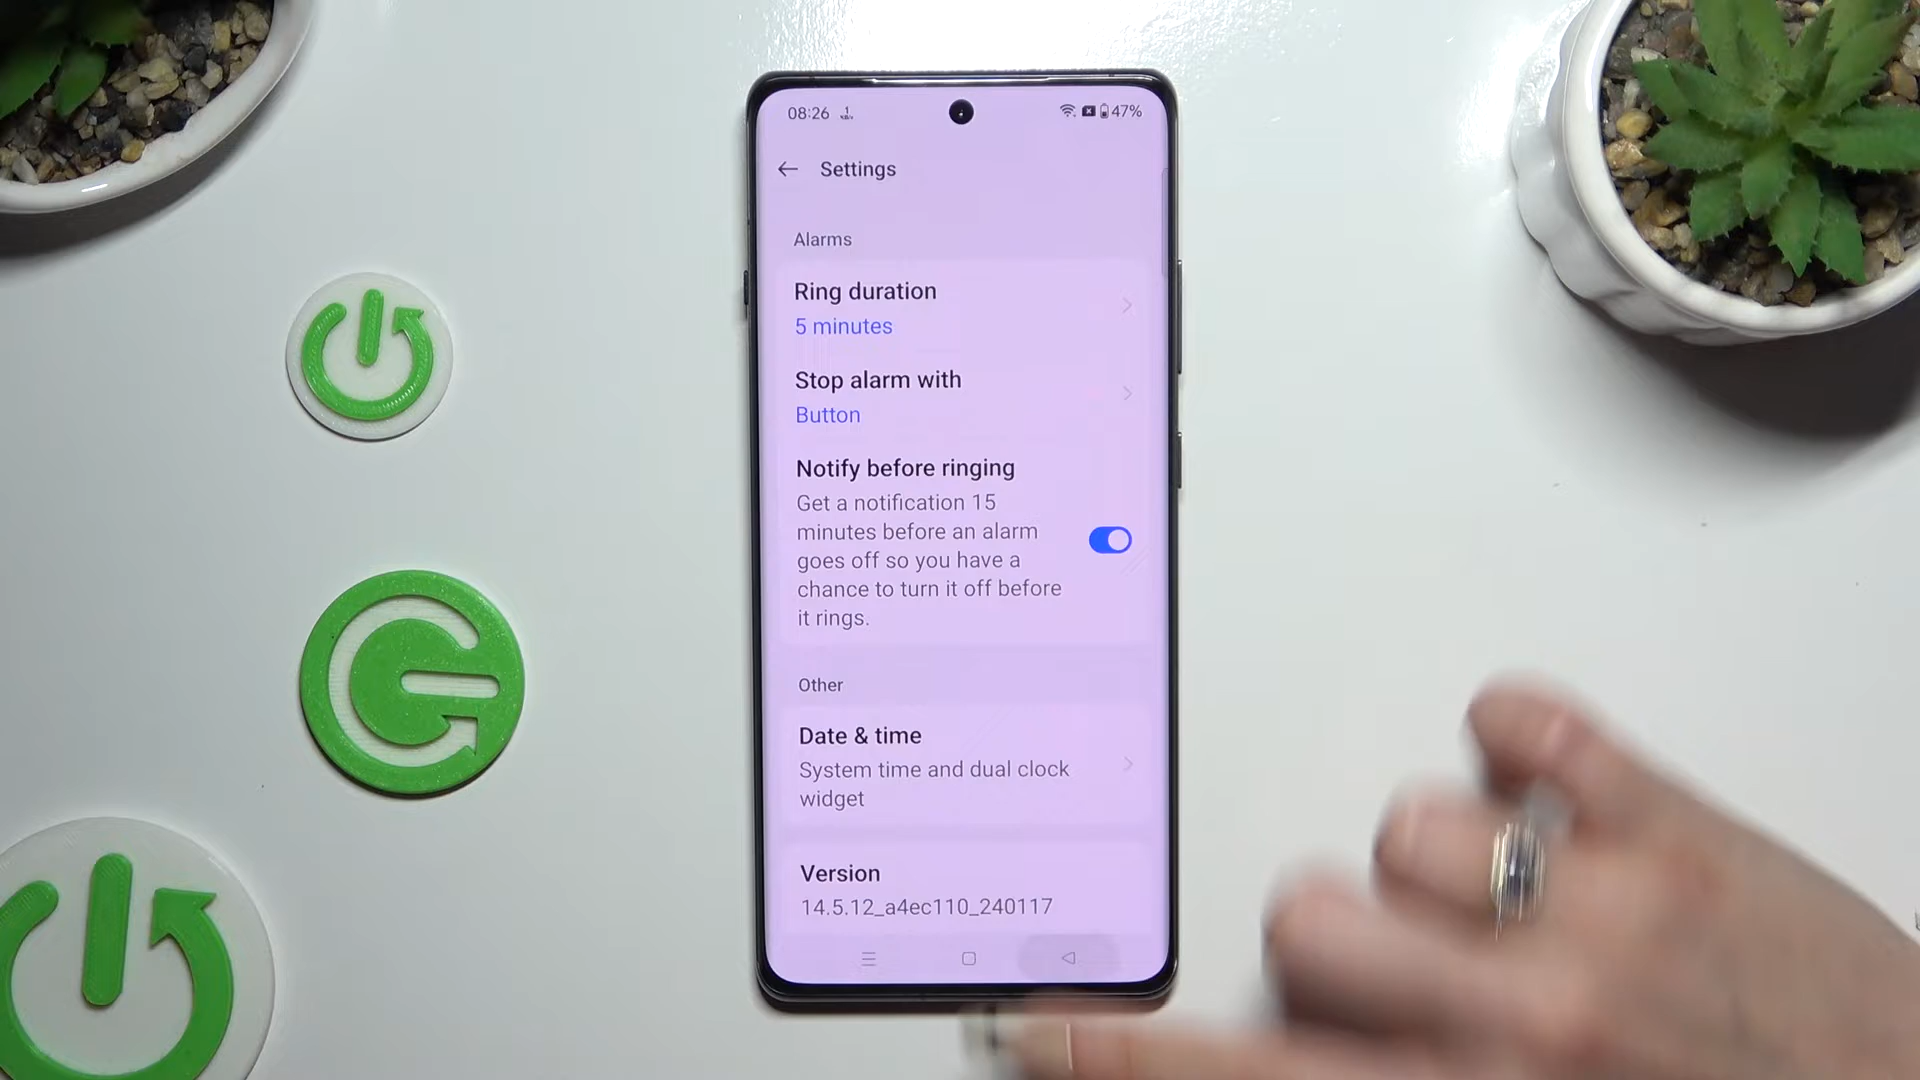 08:26
47%
Settings
Alarms
Ring duration
5 minutes
Stop alarm with
Button
Notify before ringing
Get a notification 15
minutes before an alarm
goes off so you have a
chance to turn it off before
it rings.
Other
Date & time
System time and dual clock
widget
Version
14.5.12_a4ec110_240117